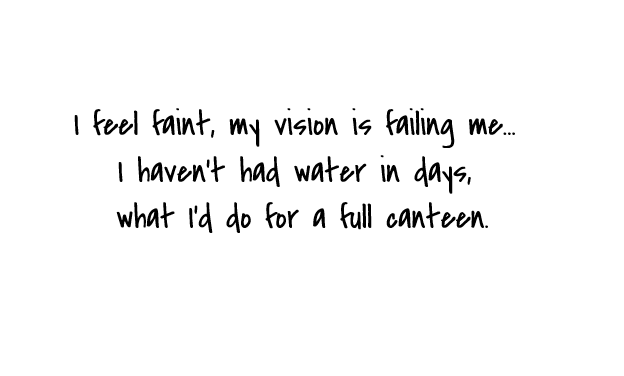 I feel faint, my vision is failing me...
I haven't had water in days,
what I'd do for a full canteen.